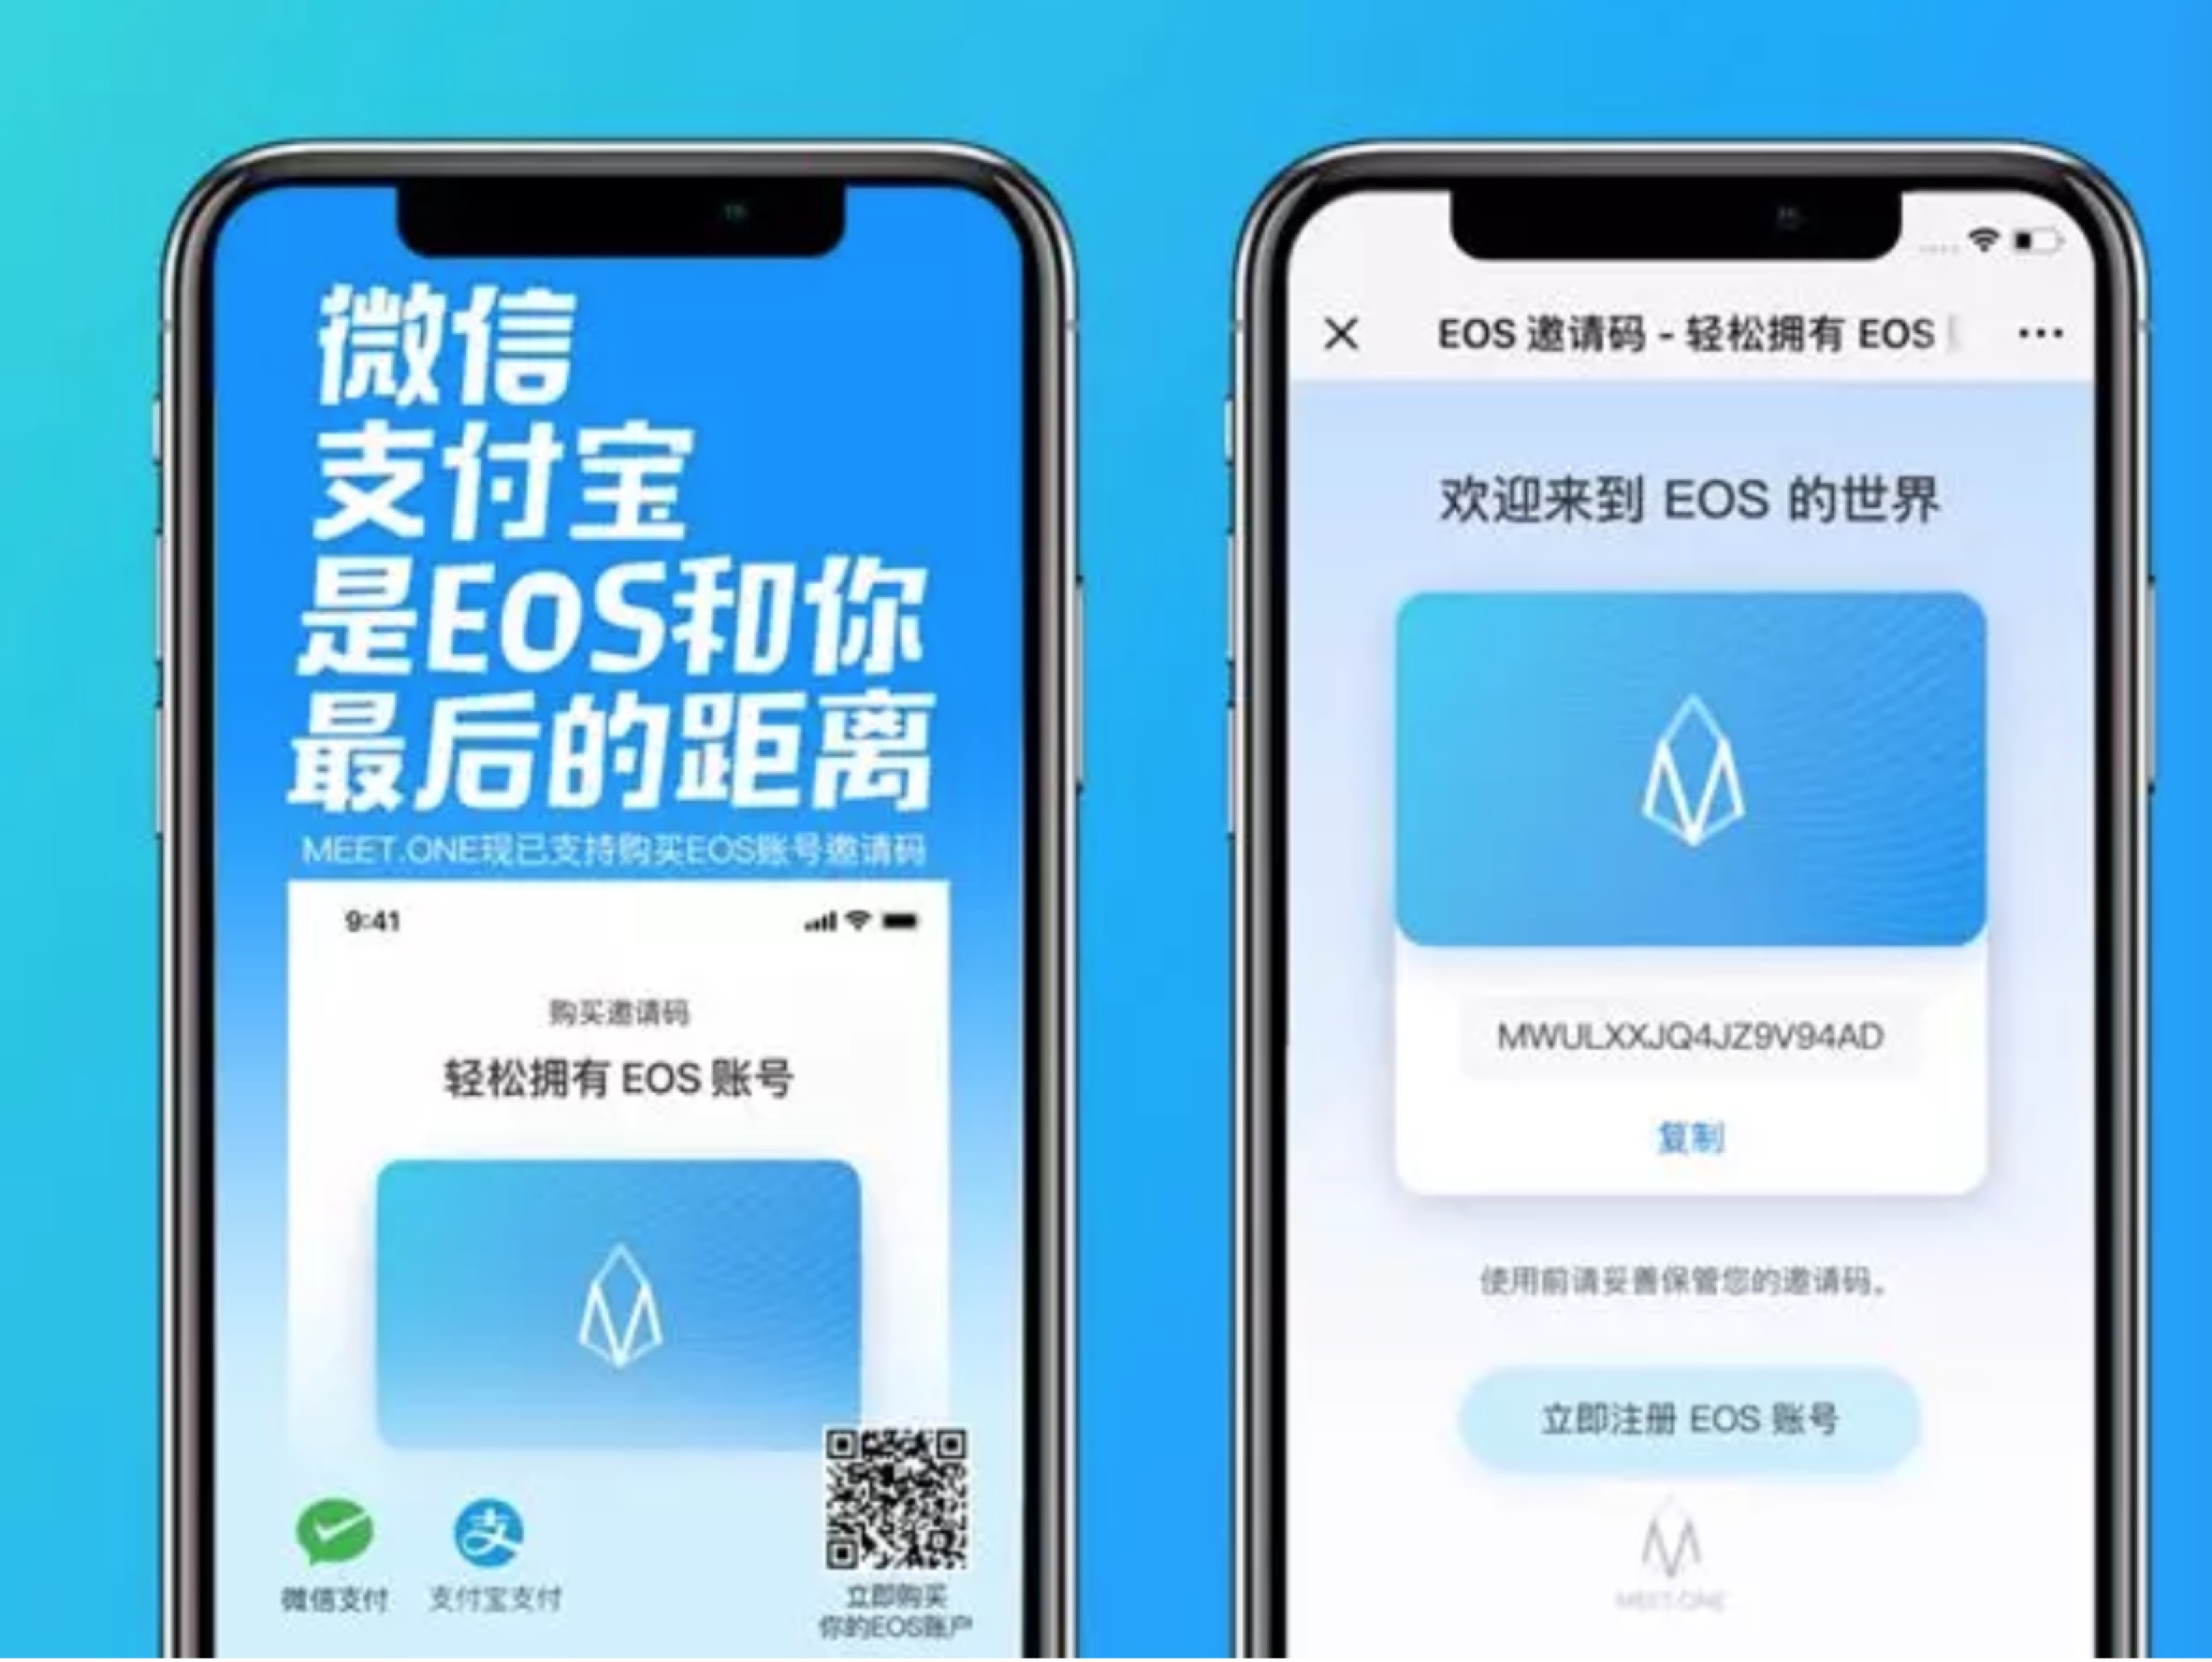 微信
支付宝
是EOS和你
最后的距离
MEET.ONE现已支持购买EOS账号邀请码
9:41
购买邀请码
轻松拥有 EOS 账号
微信支付
支
支付宝支付
立即购买
你的EOS账户
EOS 邀请码 - 轻松拥有 EOS
欢迎来到 EOS 的世界
MWULXXJQ4JZ9V94AD
复制
使用前请妥善保管您的邀请码。
立即注册 EOS 账号
MEET.ONE